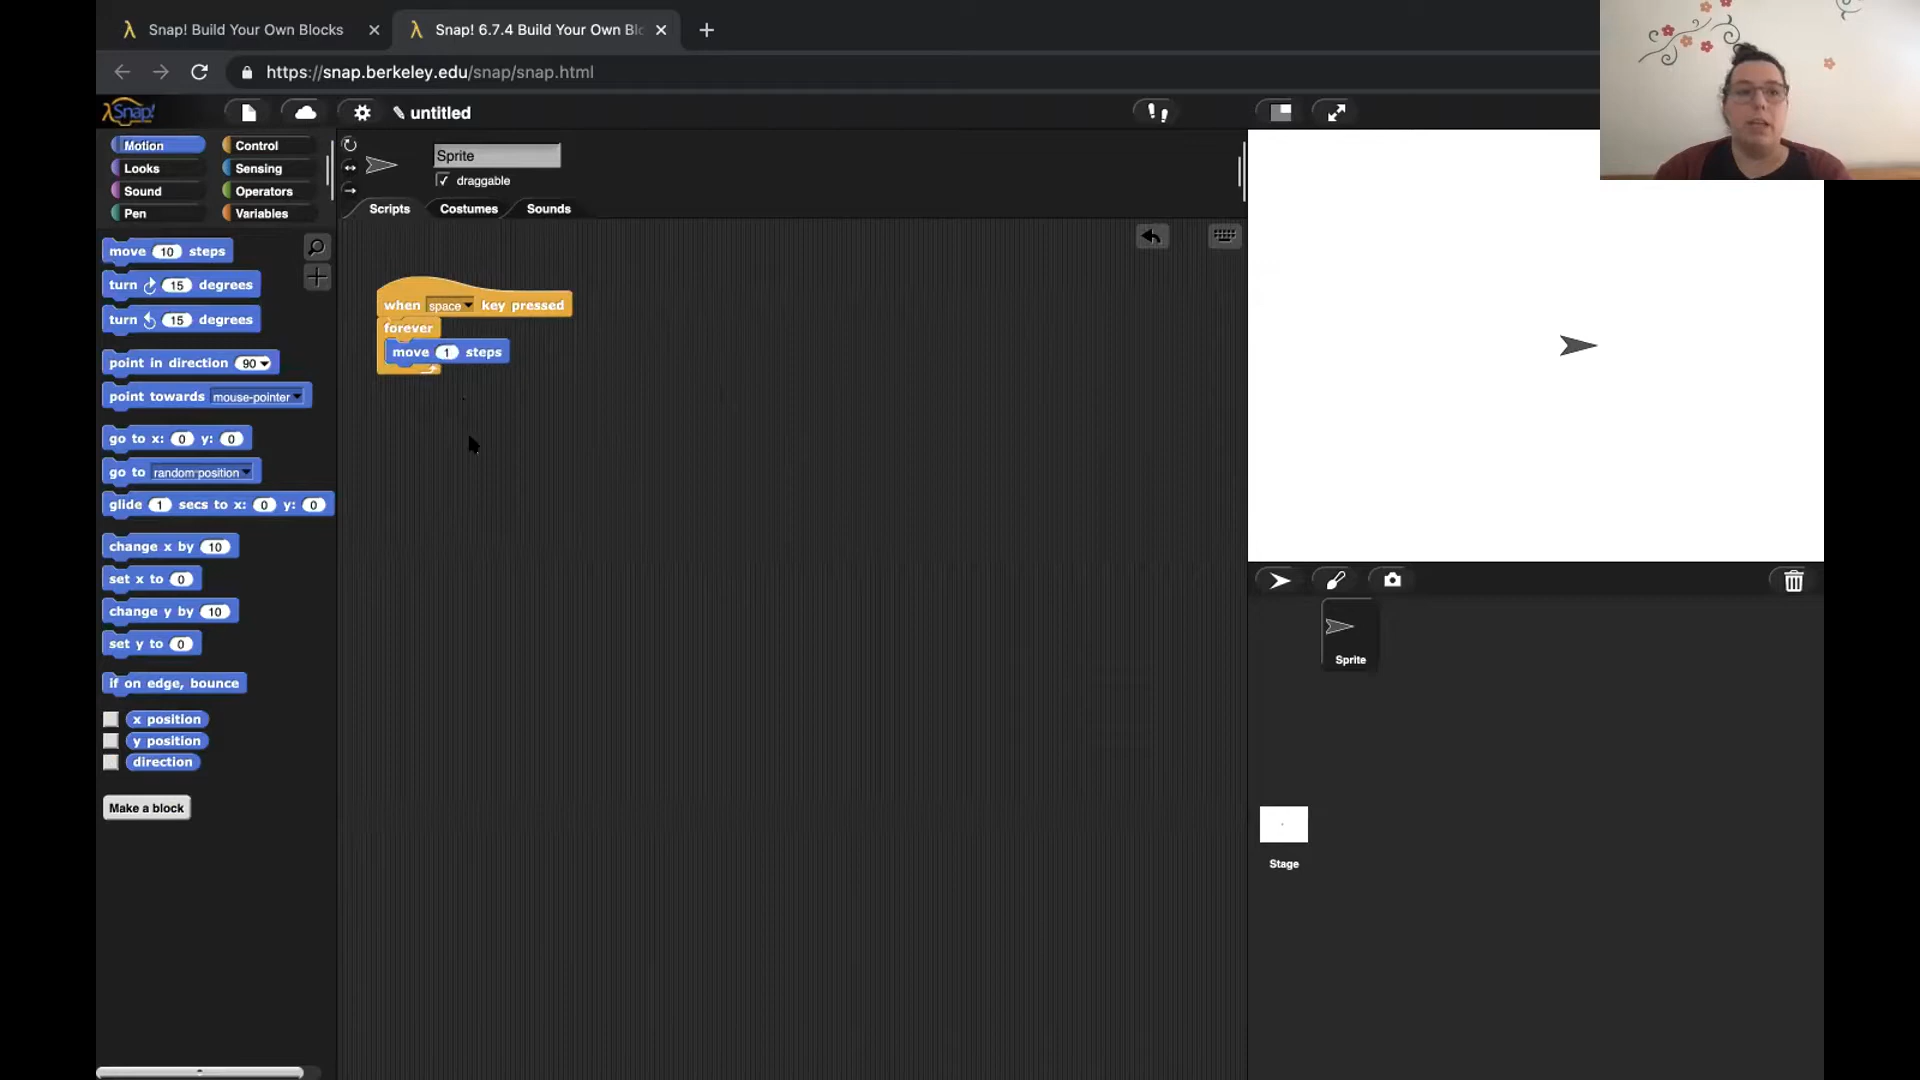 Snap! Build Your Own Blocks
Snap! 6.7.4 Build Your Own Blo
https://snap.berkeley.edu/snap/snap.html
Snap!
untitled
Motion
Control
Looks
Sensing
Sound
Operators
Pen
Variables
Sprite
draggable
Scripts
Costumes
Sounds
move 10 steps
turn 15 degrees
turn 15 degrees
point in direction 90
point towards mouse-pointer
go to x: 0 y: 0
go to random position
glide 1 secs to x: 0 y: 0
change x by 10
set x to 0
change y by 10
set y to 0
if on edge, bounce
x position
y position
direction
Make a block
when space key pressed
forever
move 1 steps
Sprite
Stage